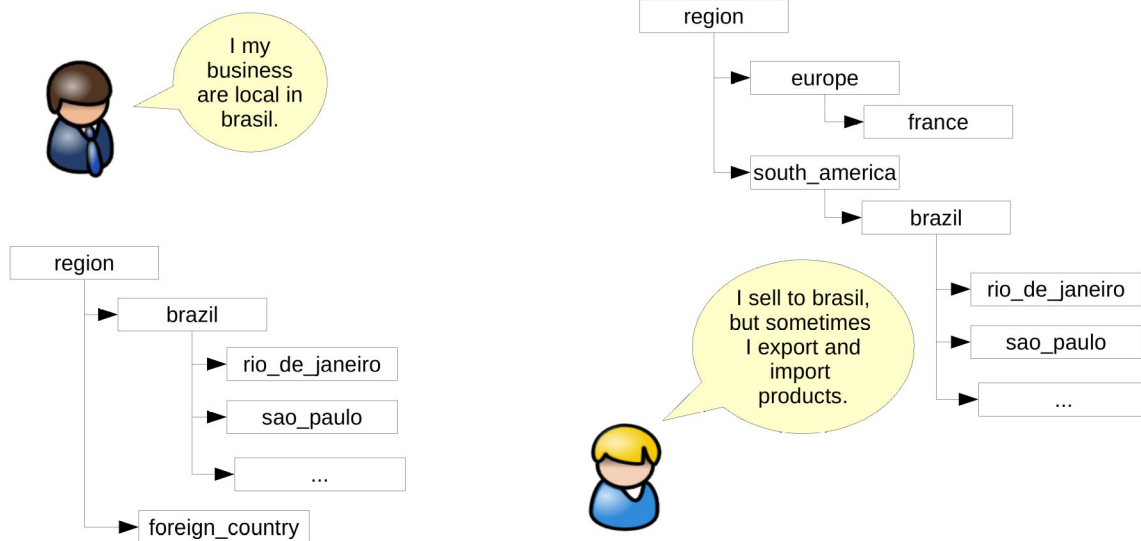 I my
business
are local in
brasil.
region
brazil
rio_de_janeiro
sao_paulo
...
foreign_country
region
europe
france
south_america
brazil
rio_de_janeiro
sao_paulo
...
I sell to brasil,
but sometimes
I export and
import
products.